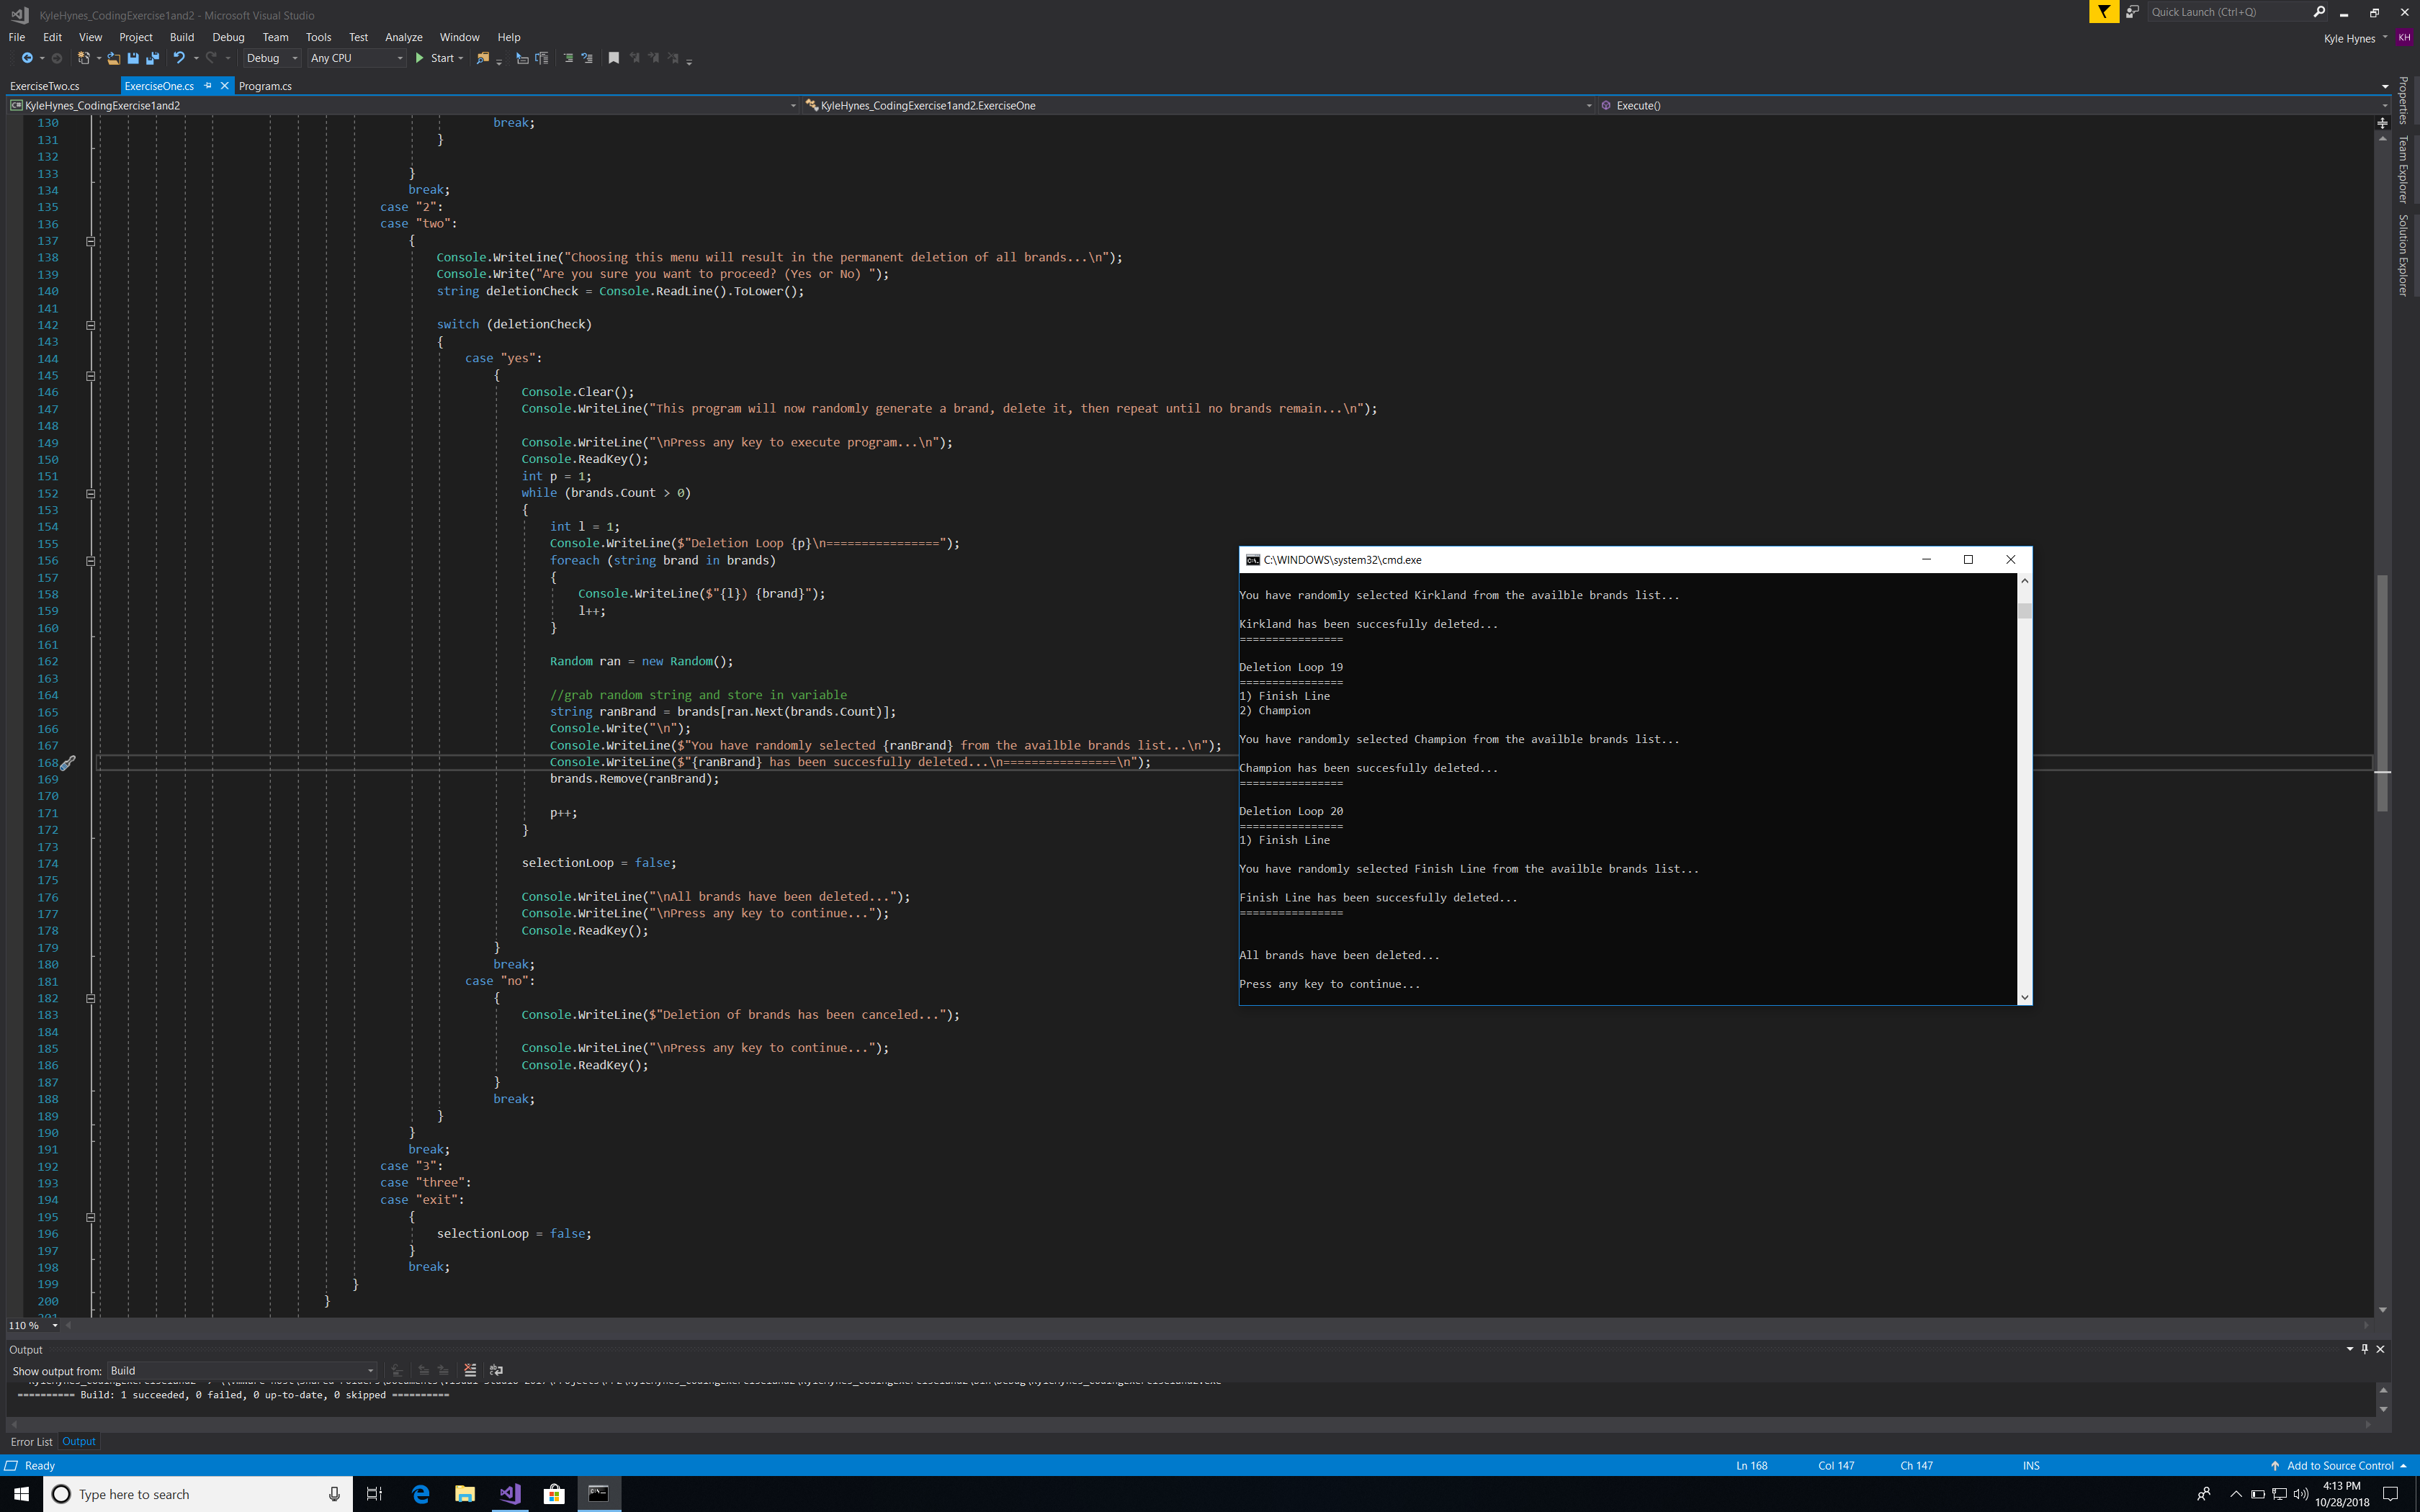 KyleHynes_CodingExercise1and2 - Microsoft Visual Studio
Quick Launch (Ctrl+Q)
File Edit View Project Build Debug Team Tools Test Analyze Window Help
Kyle Hynes KH
Debug Any CPU Start
ExerciseTwo.cs ExerciseOne.cs Program.cs
KyleHynes_CodingExercise1and2 KyleHynes_CodingExercise1and2.ExerciseOne Execute()
Properties
Team Explorer
Solution Explorer
130 break;
131 }
132
133 }
134 break;
135 case "2":
136 case "two":
137 {
138 Console.WriteLine("Choosing this menu will result in the permanent deletion of all brands...\n");
139 Console.Write("Are you sure you want to proceed? (Yes or No) ");
140 string deletionCheck = Console.ReadLine().ToLower();
141
142 switch (deletionCheck)
143 {
144 case "yes":
145 {
146 Console.Clear();
147 Console.WriteLine("This program will now randomly generate a brand, delete it, then repeat until no brands remain...\n");
148
149 Console.WriteLine("\nPress any key to execute program...\n");
150 Console.ReadKey();
151 int p = 1;
152 while (brands.Count > 0)
153 {
154 int l = 1;
155 Console.WriteLine($"Deletion Loop {p}\n================");
156 foreach (string brand in brands)
157 {
158 Console.WriteLine($"{l}) {brand}");
159 l++;
160 }
161
162 Random ran = new Random();
163
164 //grab random string and store in variable
165 string ranBrand = brands[ran.Next(brands.Count)];
166 Console.Write("\n");
167 Console.WriteLine($"You have randomly selected {ranBrand} from the availble brands list...\n");
168 Console.WriteLine($"{ranBrand} has been succesfully deleted...\n================\n");
169 brands.Remove(ranBrand);
170
171 p++;
172 }
173
174 selectionLoop = false;
175
176 Console.WriteLine("\nAll brands have been deleted...");
177 Console.WriteLine("\nPress any key to continue...");
178 Console.ReadKey();
179 }
180 break;
181 case "no":
182 {
183 Console.WriteLine($"Deletion of brands has been canceled...");
184
185 Console.WriteLine("\nPress any key to continue...");
186 Console.ReadKey();
187 }
188 break;
189 }
190 }
191 break;
192 case "3":
193 case "three":
194 case "exit":
195 {
196 selectionLoop = false;
197 }
198 break;
199 }
200 }
C:\WINDOWS\system32\cmd.exe
You have randomly selected Kirkland from the availble brands list...
Kirkland has been succesfully deleted...
================
Deletion Loop 19
================
1) Finish Line
2) Champion
You have randomly selected Champion from the availble brands list...
Champion has been succesfully deleted...
================
Deletion Loop 20
================
1) Finish Line
You have randomly selected Finish Line from the availble brands list...
Finish Line has been succesfully deleted...
================
All brands have been deleted...
Press any key to continue...
110 %
Output
Show output from: Build
========== Build: 1 succeeded, 0 failed, 0 up-to-date, 0 skipped ==========
Error List Output
Ready Ln 168 Col 147 Ch 147 INS Add to Source Control
Type here to search
4:13 PM
10/28/2018